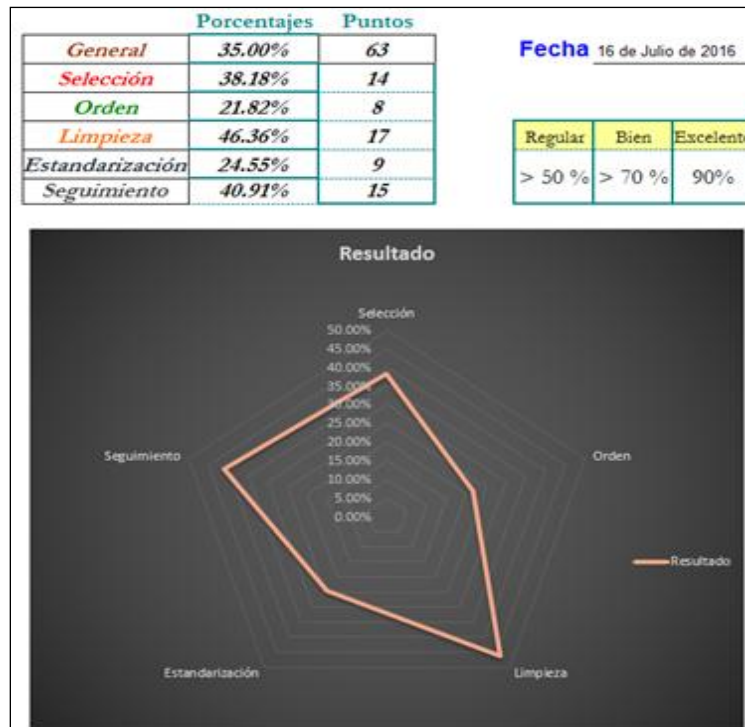 Porcentajes Puntos
General 35.00% 63
Selección 38.18% 14
Orden 21.82% 8
Limpieza 46.36% 17
Estandarización 24.55% 9
Seguimiento 40.91% 15
Fecha 16 de Julio de 2016
Regular Bien Excelente
> 50 % > 70 % 90%
Resultado
Selección
50.00%
45.00%
40.00%
35.00%
30.00%
25.00%
20.00%
15.00%
10.00%
5.00%
0.00%
Seguimiento
Orden
Resultado
Estandarización
Limpieza